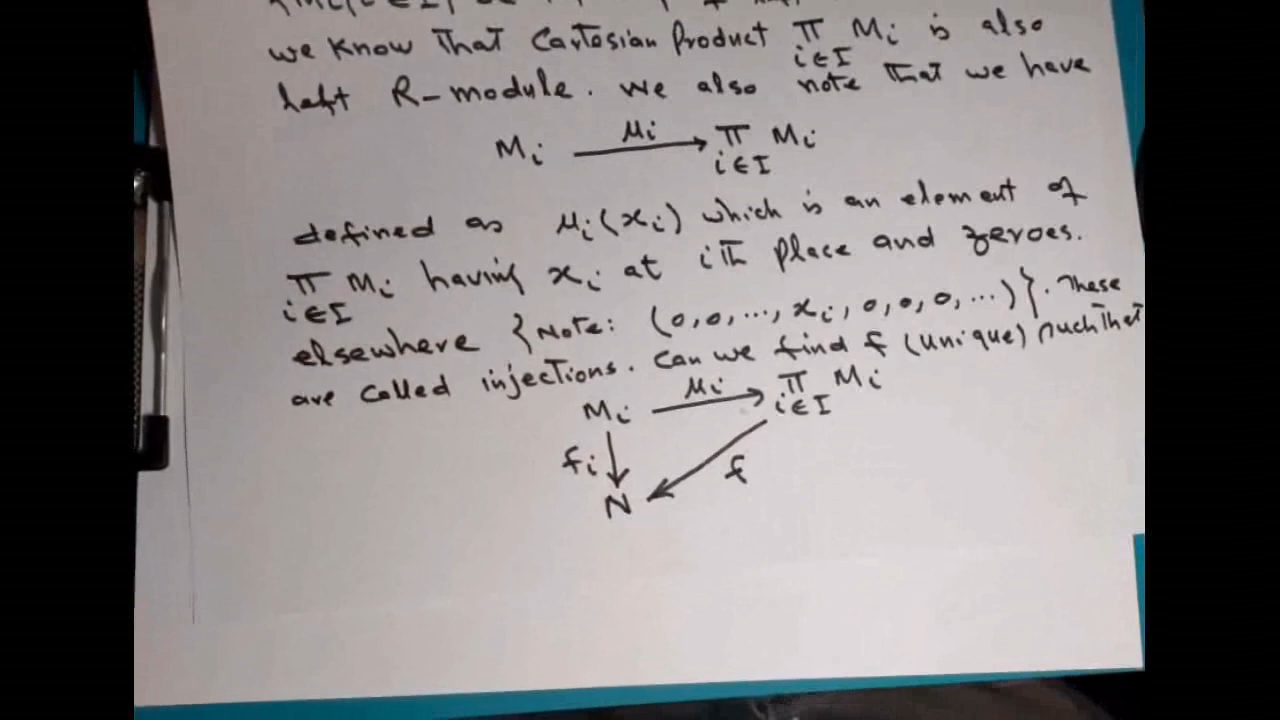 we know that Cartosian Product π Mi is also
i∈I
left R-module. we also note that we have
Mi μi π Mi
i∈I
defined as μi(xi) which is an element of
π Mi having xi at ith place and zeroes.
i∈I
elsewhere {Note: (0,0,...,xi,0,0,0,...)}. These
are called injections. Can we find f (unique) such that
Mi μi π Mi
i∈I
fi f
N